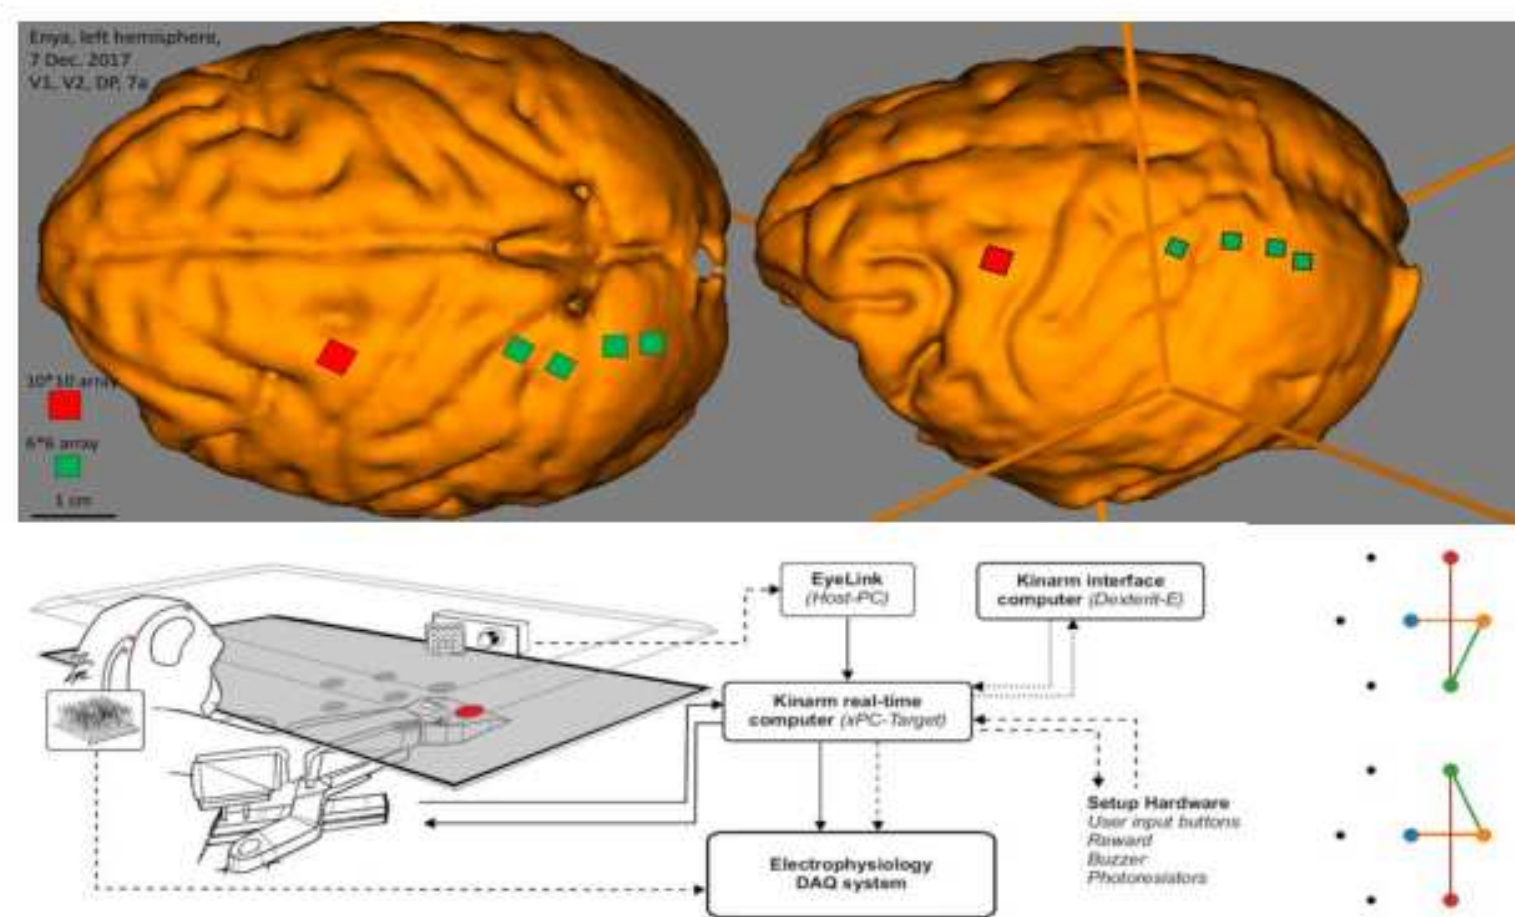 Enya, left hemisphere,
7 Dec. 2017
V1, V2, DP, 7a
10*10 array
6*6 array
1 cm
EyeLink
(Host-PC)
Kinarm interface
computer (Dexterit-E)
Kinarm real-time
computer (xPC-Target)
Setup Hardware
User input buttons
Reward
Buzzer
Photoresistors
Electrophysiology
DAQ system